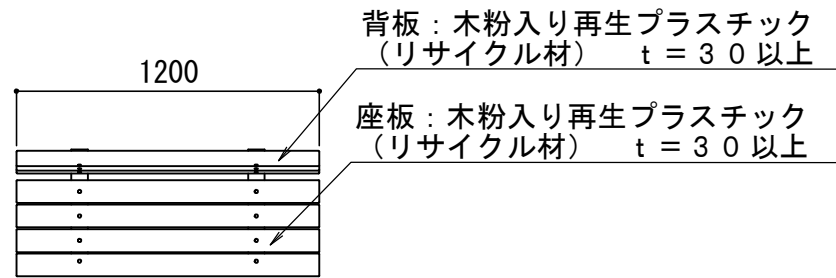 背板：木粉入り再生プラスチック
（リサイクル材）　ｔ＝３０以上
1200
座板：木粉入り再生プラスチック
（リサイクル材）　ｔ＝３０以上